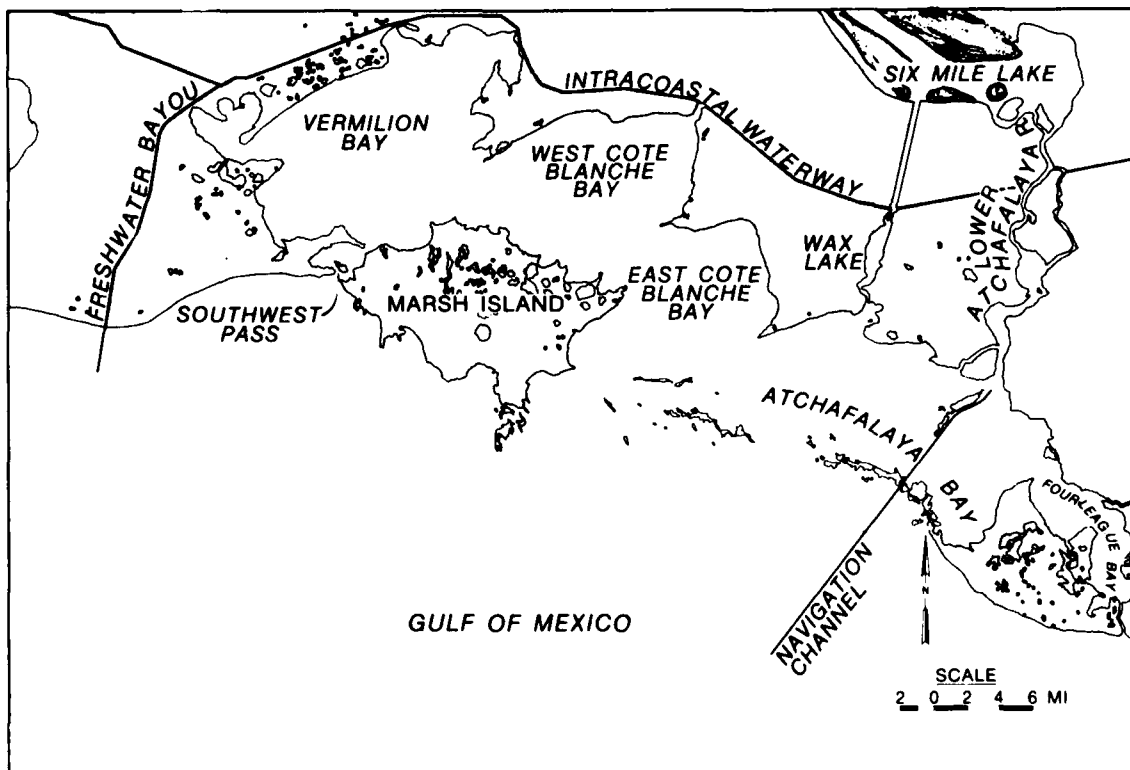 SIX MILE LAKE
INTRACOASTAL WATERWAY
FRESHWATER BAYOU
VERMILION
BAY
WEST COTE
BLANCHE
BAY
LOWER
ATCHAFALAYA R
WAX
LAKE
EAST COTE
BLANCHE
BAY
MARSH ISLAND
SOUTHWEST
PASS
ATCHAFALAYA
BAY
FOURLEAGUE BAY
NAVIGATION
CHANNEL
N
GULF OF MEXICO
SCALE
2 0 2 4 6 MI